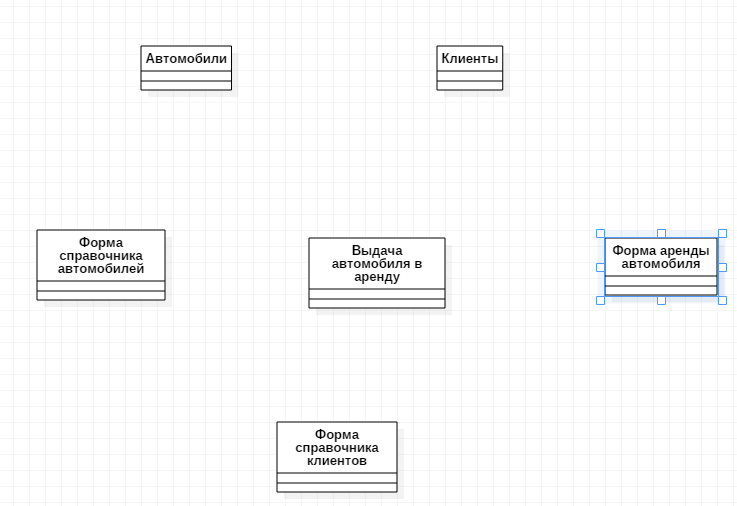 Автомобили
Клиенты
Форма
справочника
автомобилей
Выдача
автомобиля в
аренду
Форма аренды
автомобиля
Форма
справочника
клиентов